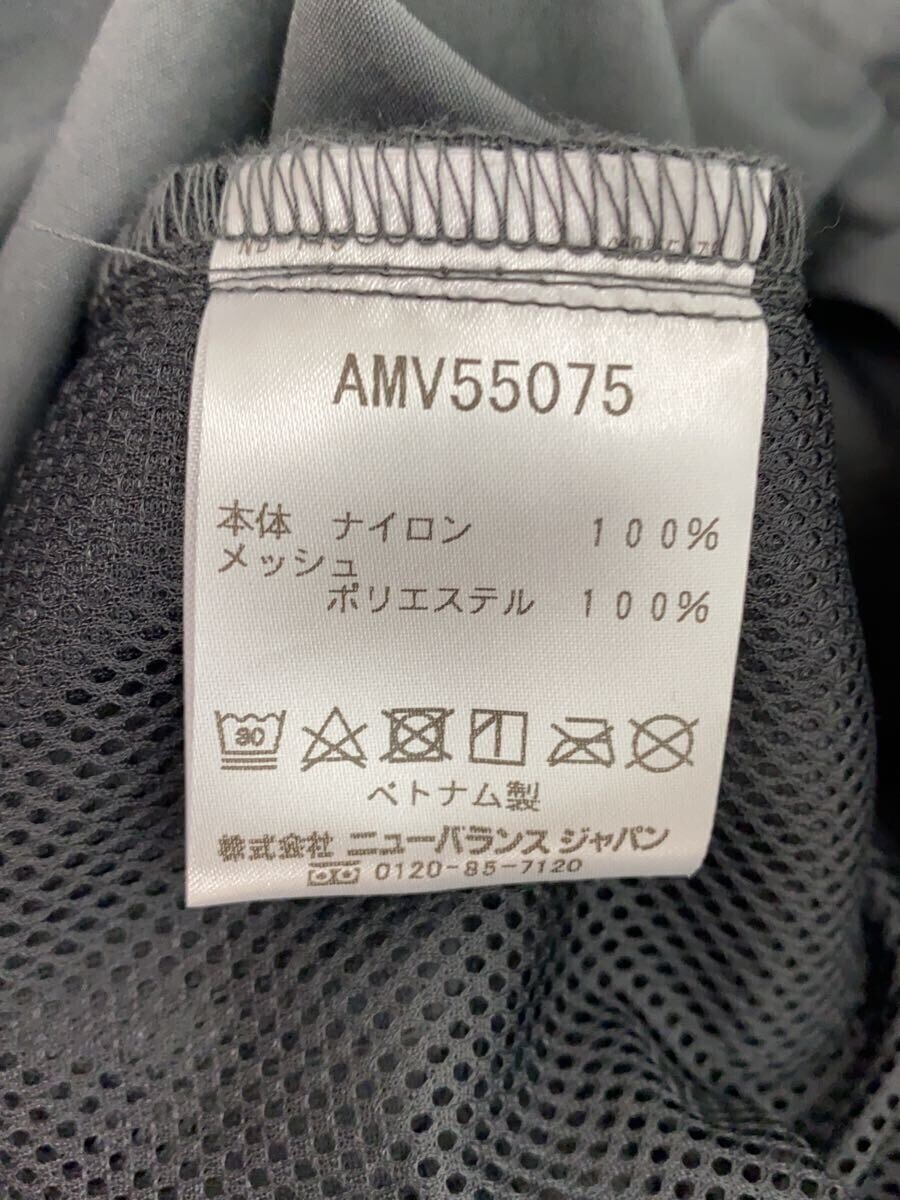 AMV55075
本体 ナイロン 100%
メッシュ
ポリエステル 100%
30
ベトナム製
株式会社 ニューバランス ジャパン
0120-85-7120